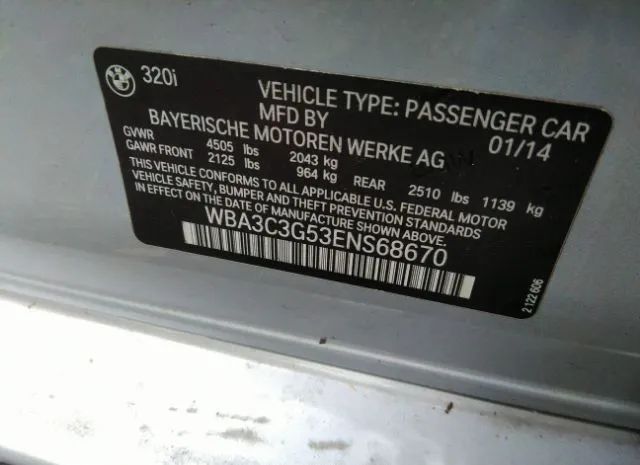 BMW 320i
VEHICLE TYPE: PASSENGER CAR
MFD BY 01/14
BAYERISCHE MOTOREN WERKE AG
GVWR 4505 lbs 2043 kg
GAWR FRONT 2125 lbs 964 kg REAR 2510 lbs 1139 kg
THIS VEHICLE CONFORMS TO ALL APPLICABLE U.S. FEDERAL MOTOR
VEHICLE SAFETY, BUMPER AND THEFT PREVENTION STANDARDS
IN EFFECT ON THE DATE OF MANUFACTURE SHOWN ABOVE.
WBA3C3G53ENS68670
2 122 606